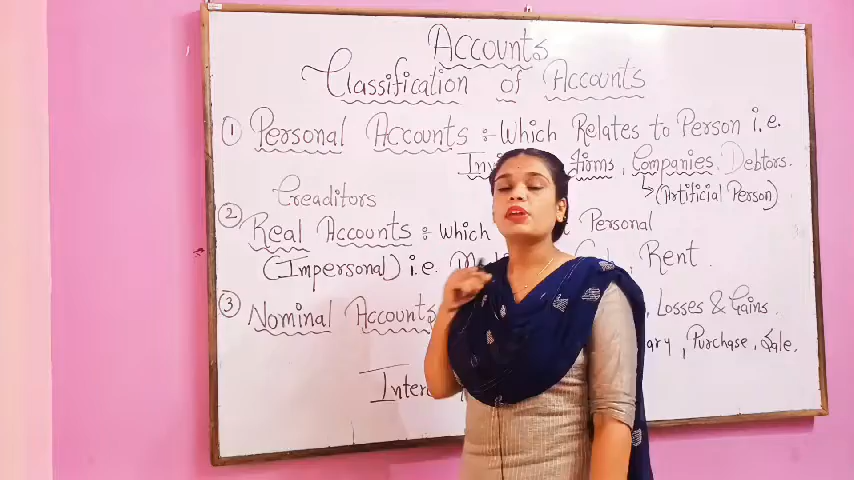 Accounts
Classification of Accounts
① Personal Accounts :- Which Relates to Person i.e.
Firms, Companies, Debtors.
(Artificial Person)
Creaditors
② Real Accounts : Which Personal
(Impersonal) i.e. Rent.
③ Nominal Accounts , Losses & Gains.
, Purchase, Sale.